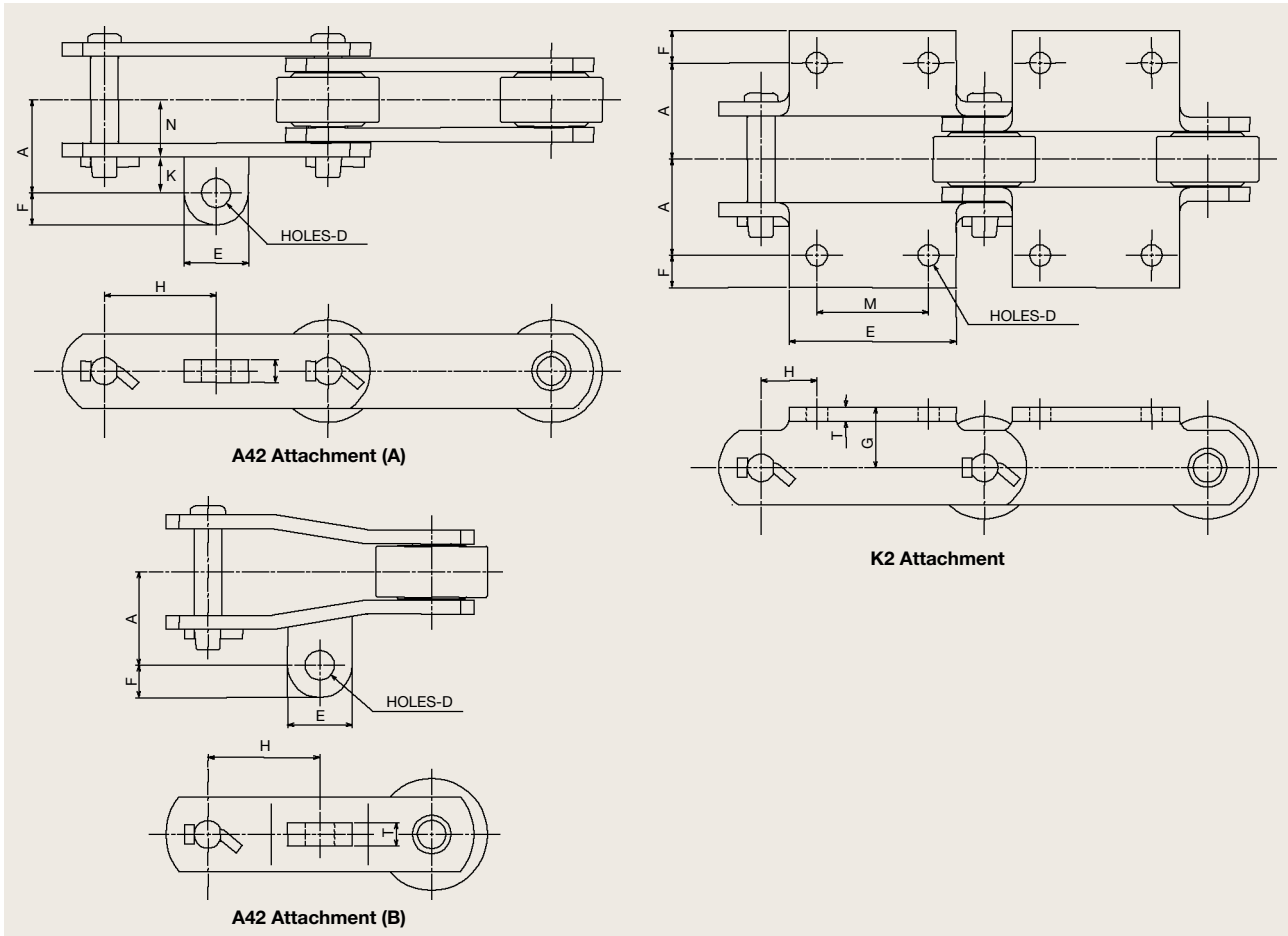 N
A
K
F
HOLES-D
E
H
A42 Attachment (A)
F
A
A
F
M
HOLES-D
E
H
T
G
K2 Attachment
A
F
HOLES-D
E
H
T
A42 Attachment (B)